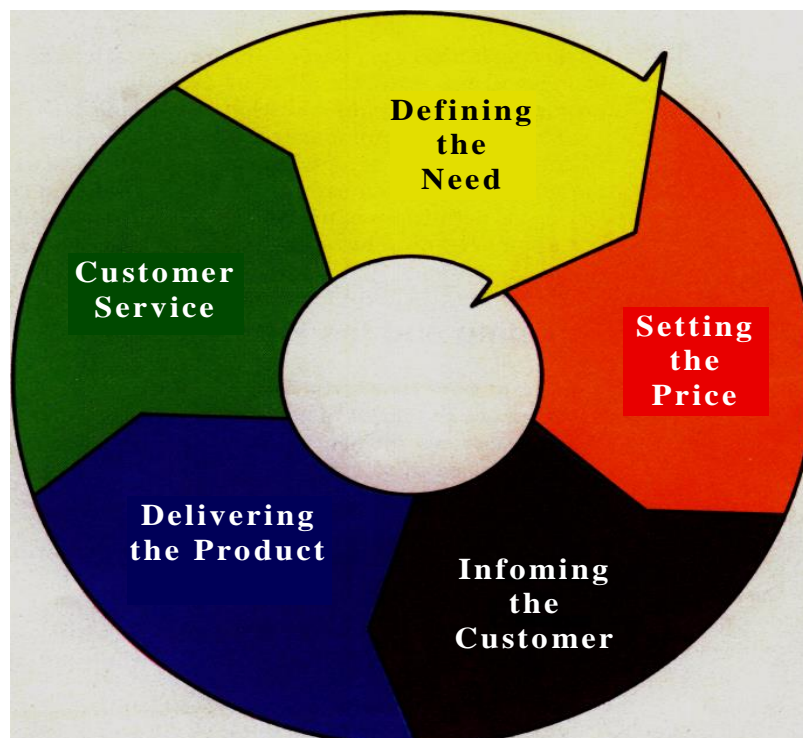 Defining
the
Need
Setting
the
Price
Infoming
the
Customer
Delivering
the Product
Customer
Service